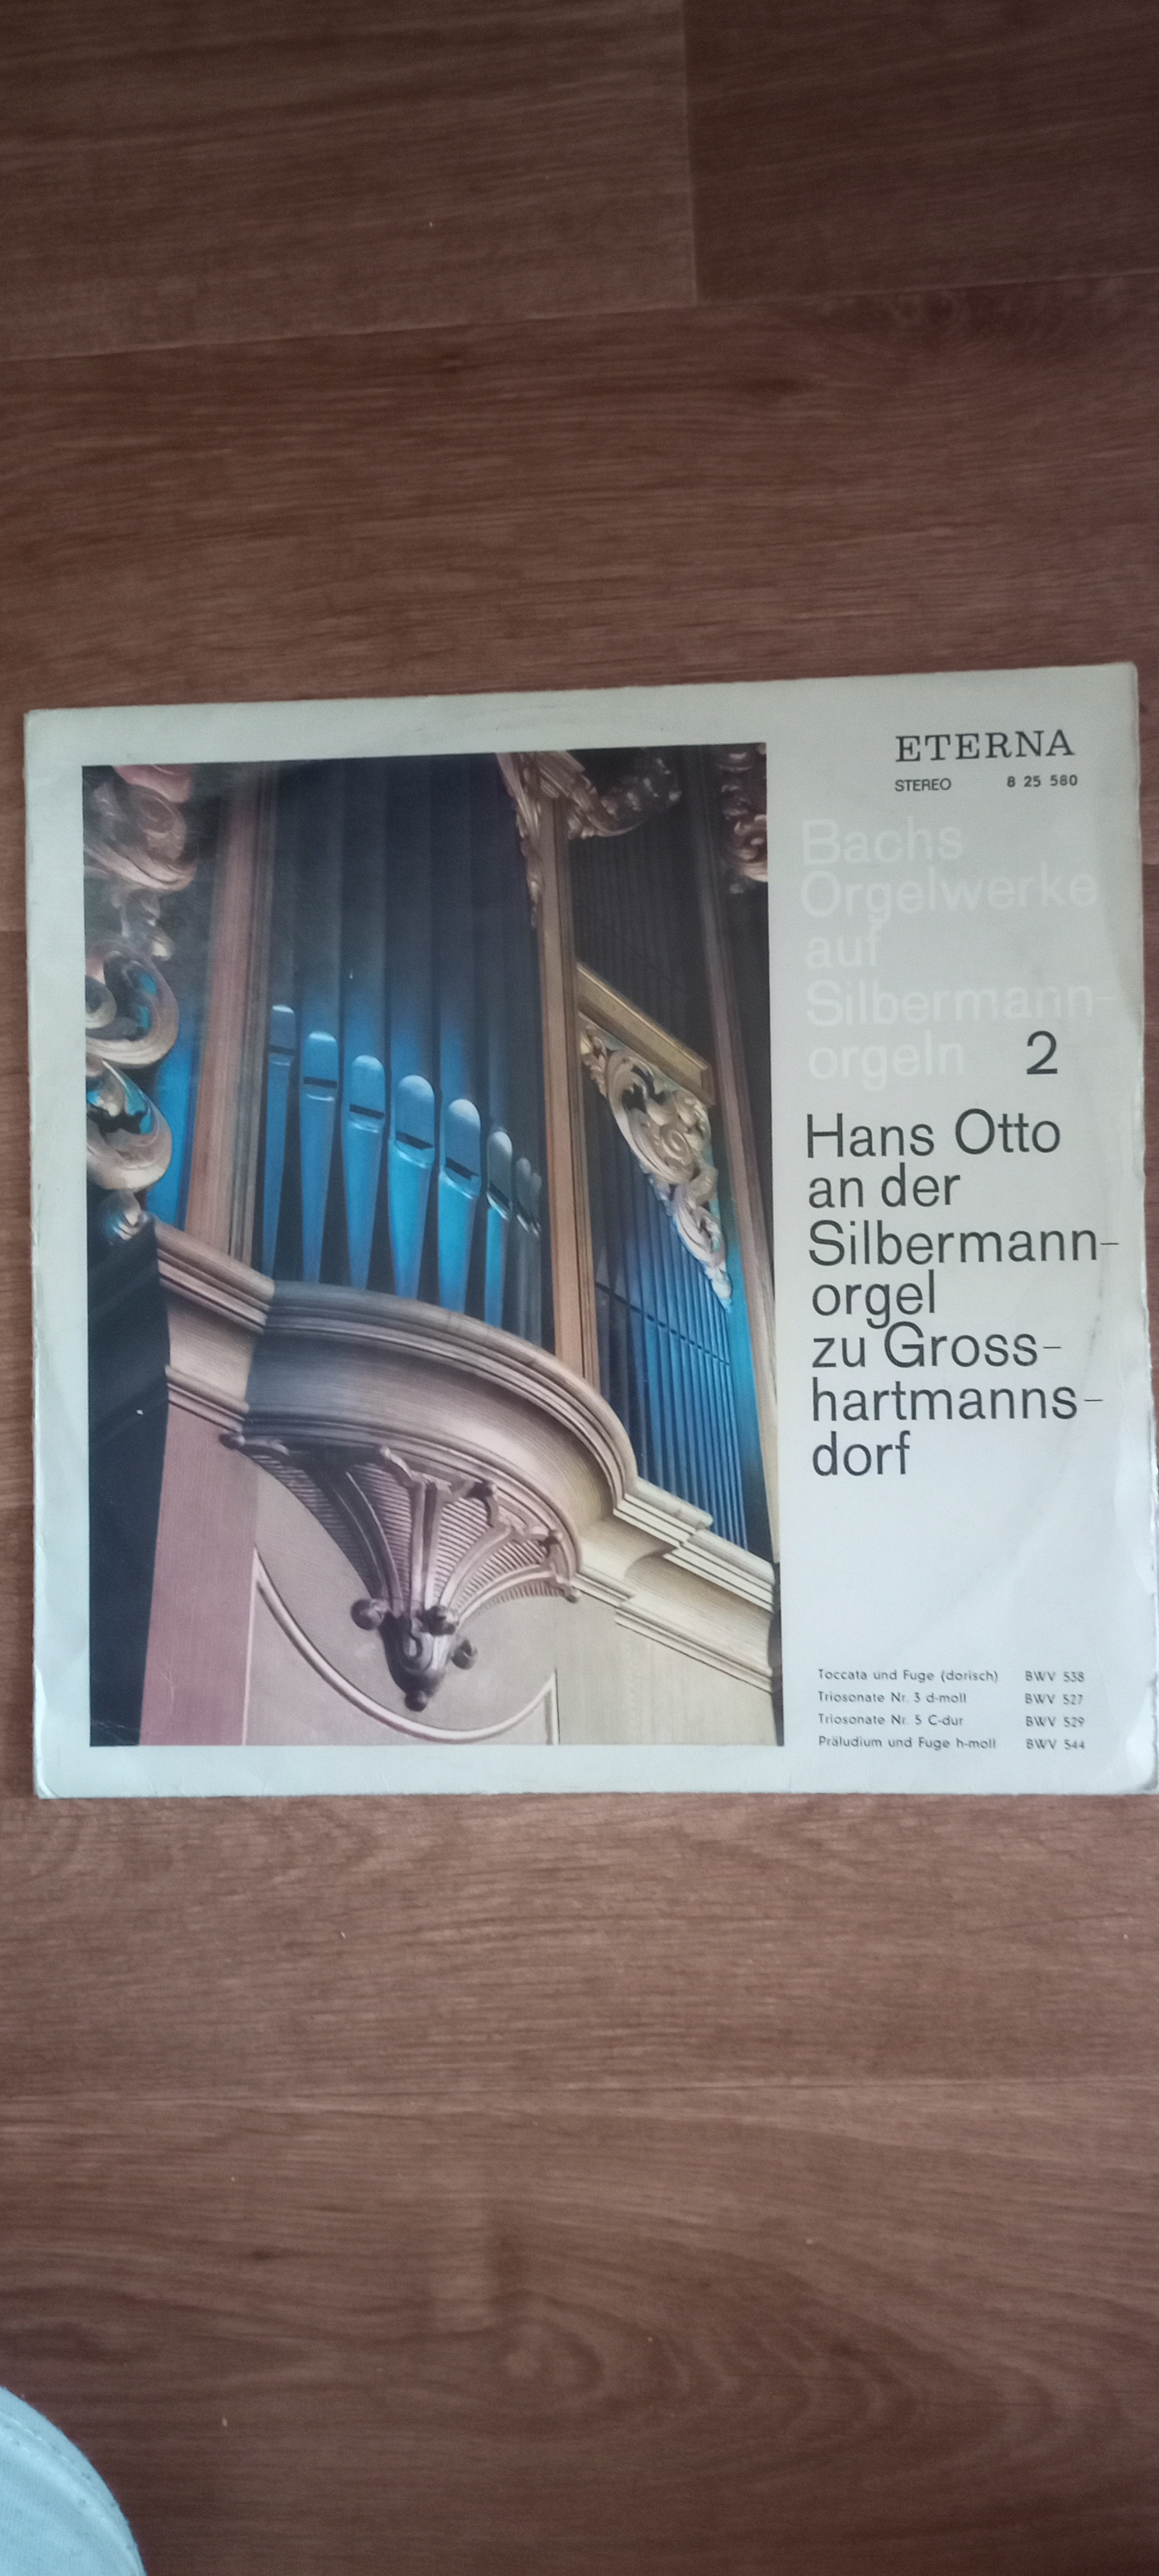 ETERNA
STEREO 8 25 580
Bachs
Orgelwerke
auf
Silbermann-
orgeln 2
Hans Otto
an der
Silbermann-
orgel
zu Gross-
hartmanns-
dorf
Toccata und Fuge (dorisch) BWV 538
Triosonate Nr. 3 d-moll BWV 527
Triosonate Nr. 5 C-dur BWV 529
Präludium und Fuge h-moll BWV 544